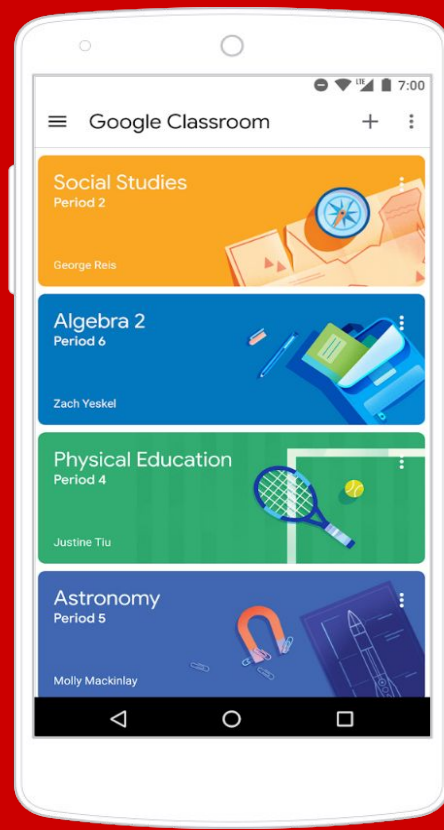 LTE 7:00
Google Classroom
Social Studies
Period 2
George Reis
Algebra 2
Period 6
Zach Yeskel
Physical Education
Period 4
Justine Tiu
Astronomy
Period 5
Molly Mackinlay